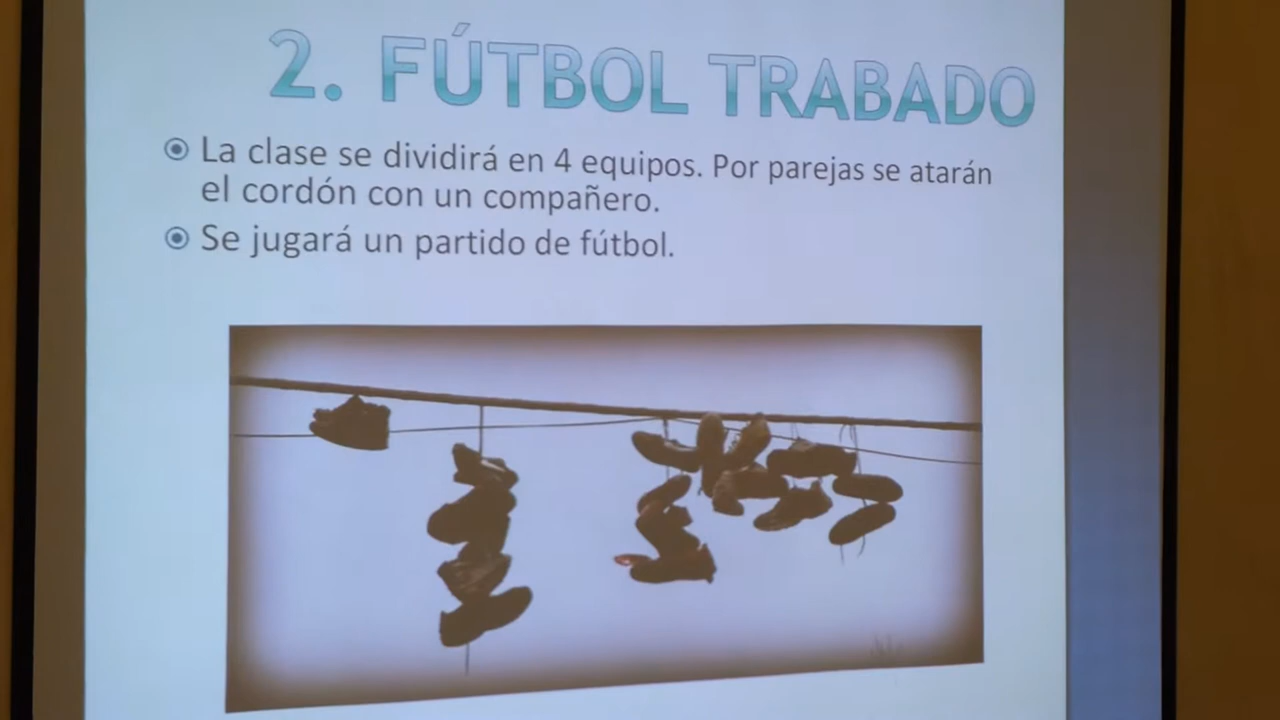 2. FÚTBOL TRABADO
La clase se dividirá en 4 equipos. Por parejas se atarán
el cordón con un compañero.
Se jugará un partido de fútbol.